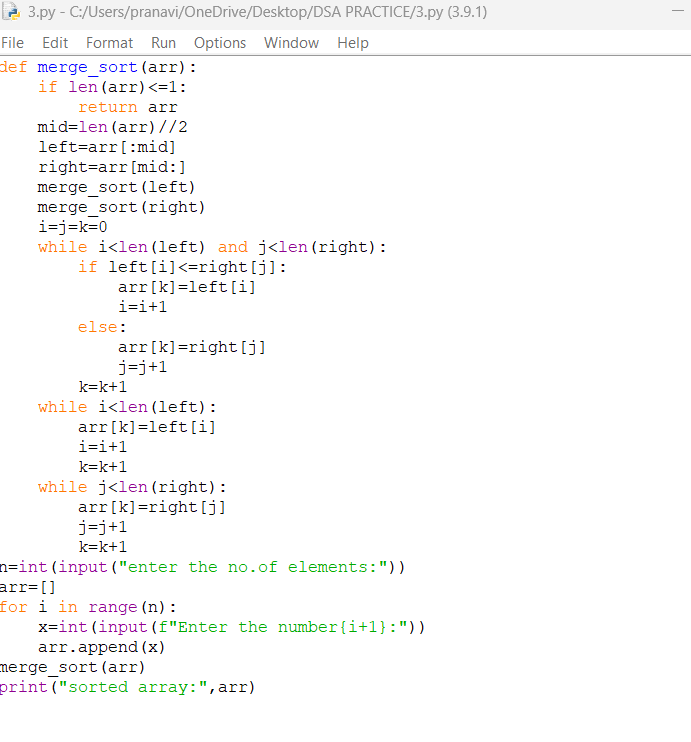 3.py - C:/Users/pranavi/OneDrive/Desktop/DSA PRACTICE/3.py (3.9.1)
File Edit Format Run Options Window Help
def merge_sort(arr):
    if len(arr)<=1:
        return arr
    mid=len(arr)//2
    left=arr[:mid]
    right=arr[mid:]
    merge_sort(left)
    merge_sort(right)
    i=j=k=0
    while i<len(left) and j<len(right):
        if left[i]<=right[j]:
            arr[k]=left[i]
            i=i+1
        else:
            arr[k]=right[j]
            j=j+1
        k=k+1
    while i<len(left):
        arr[k]=left[i]
        i=i+1
        k=k+1
    while j<len(right):
        arr[k]=right[j]
        j=j+1
        k=k+1
n=int(input("enter the no.of elements:"))
arr=[]
for i in range(n):
    x=int(input(f"Enter the number{i+1}:"))
    arr.append(x)
merge_sort(arr)
print("sorted array:",arr)